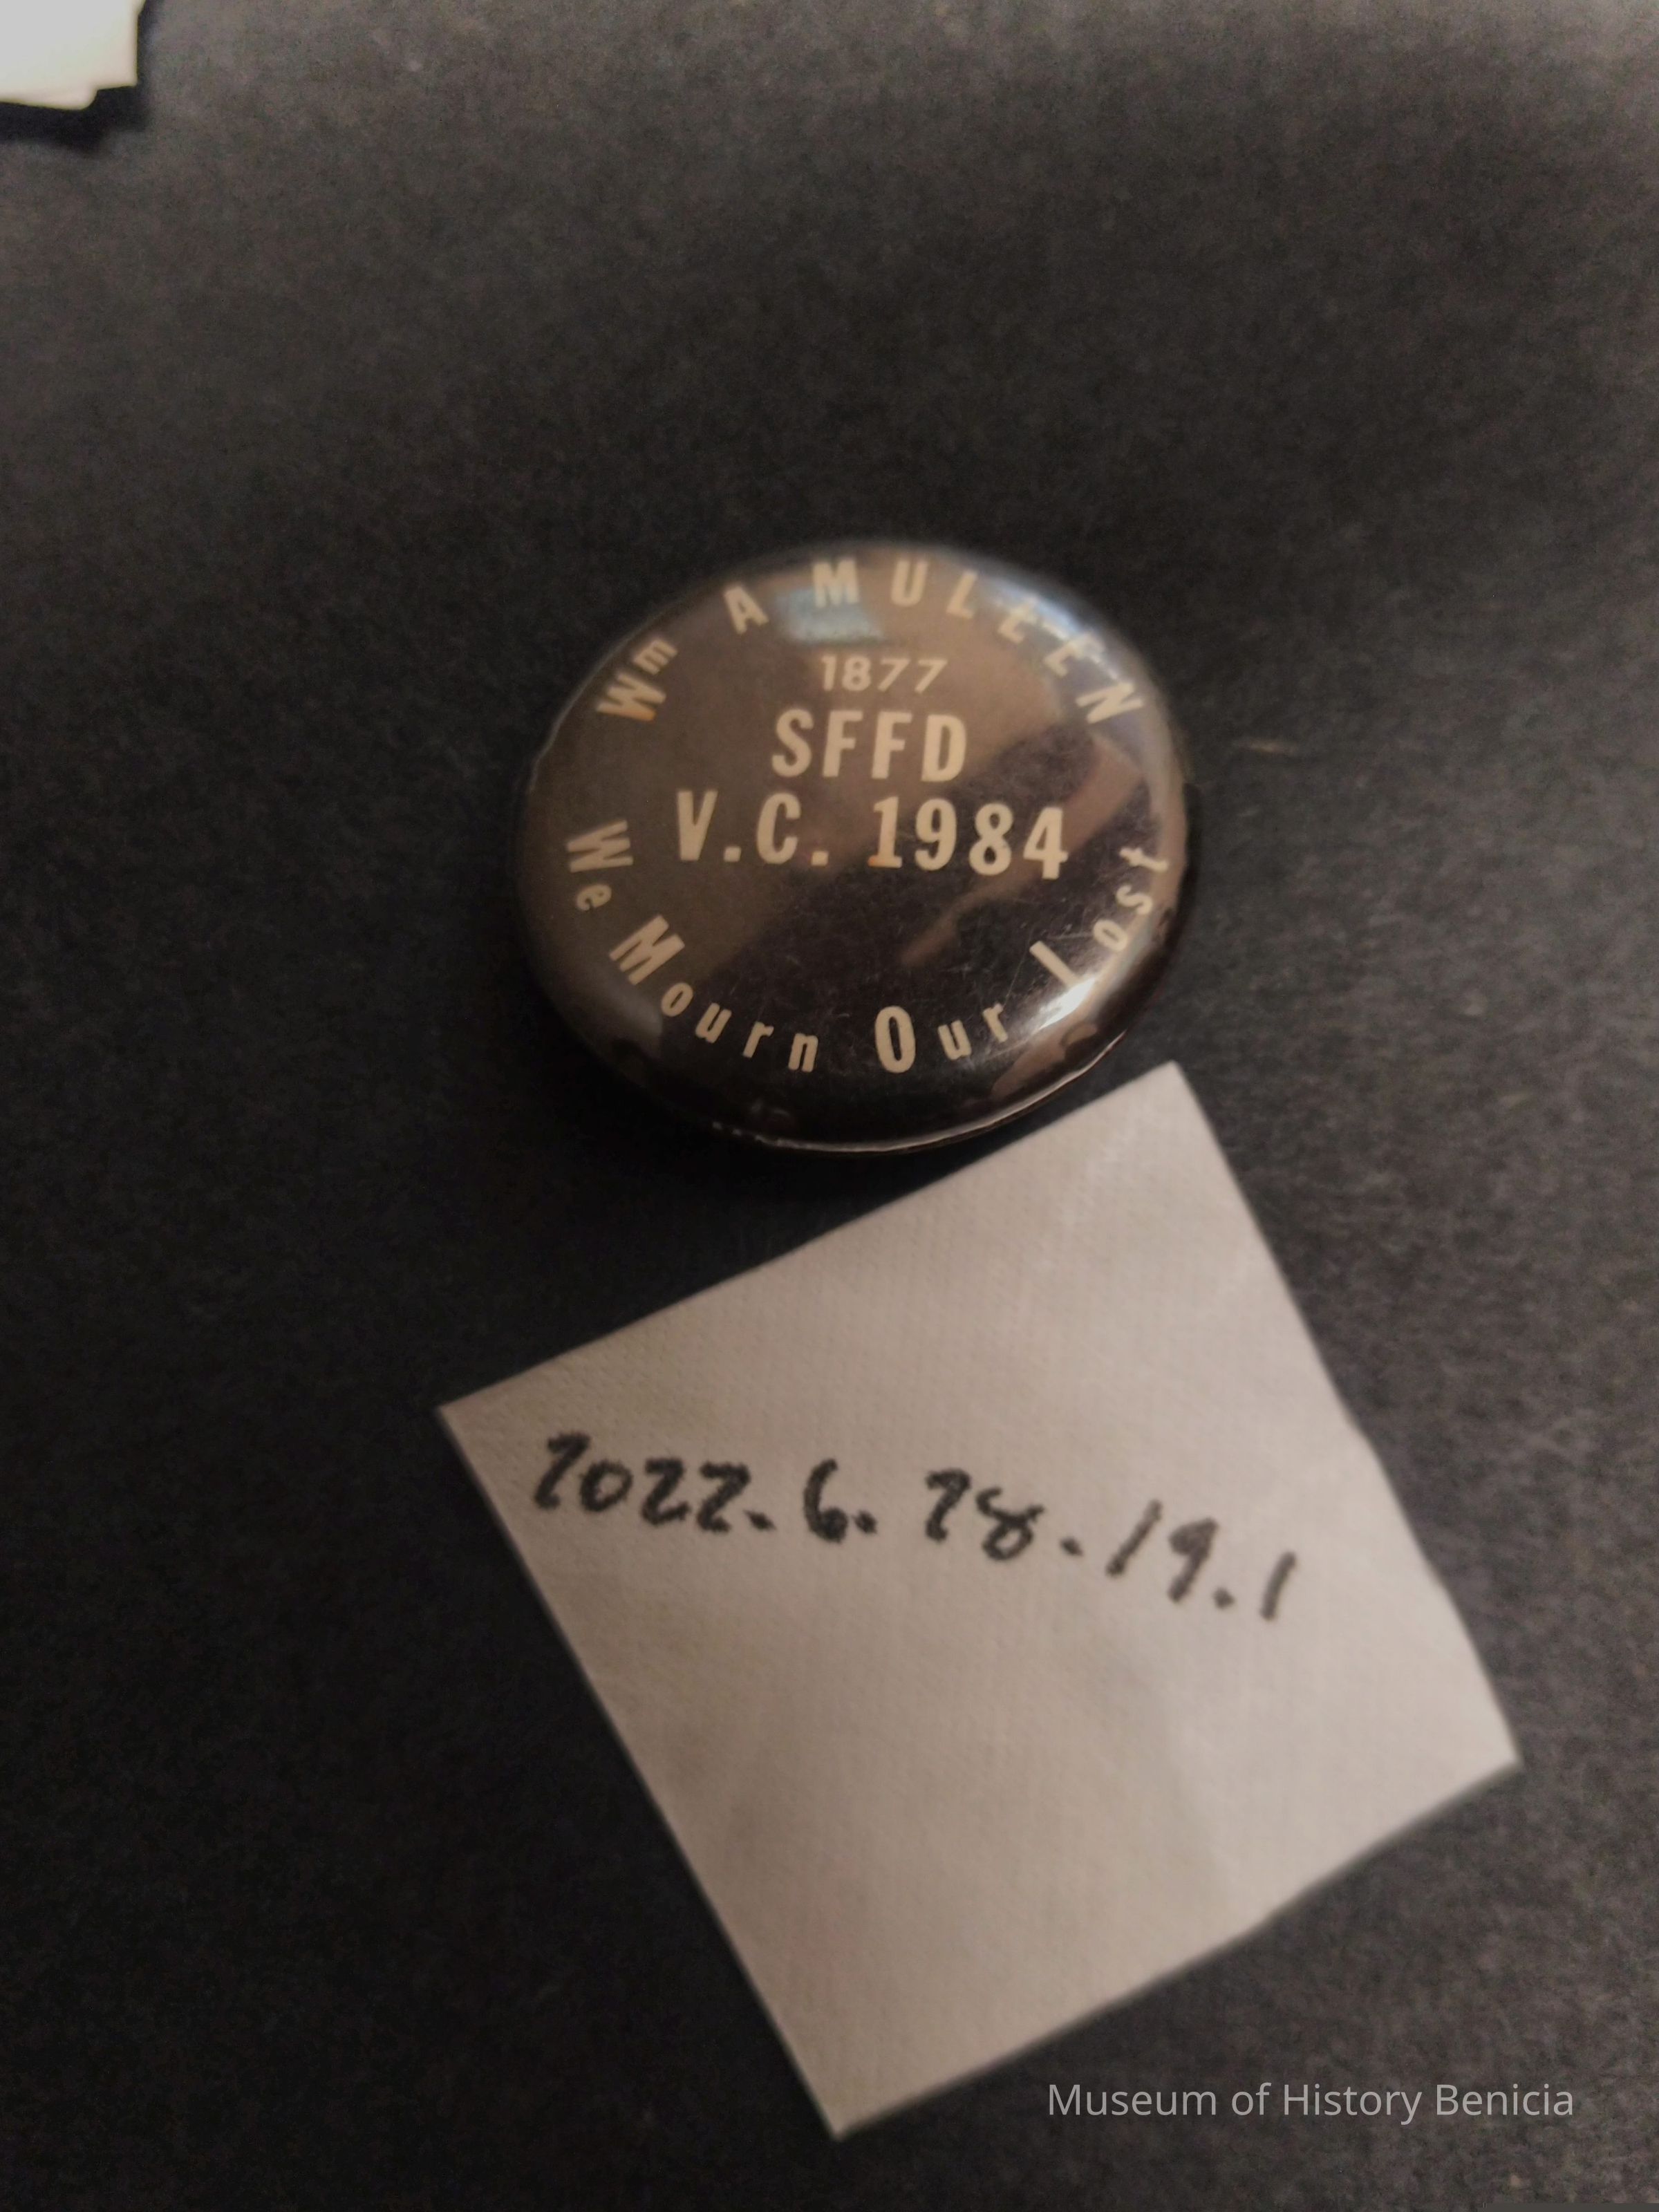 Wm A MULLEN
1877
SFFD
V.C. 1984
We Mourn Our Lost
2022.6.28.19.1
Museum of History Benicia